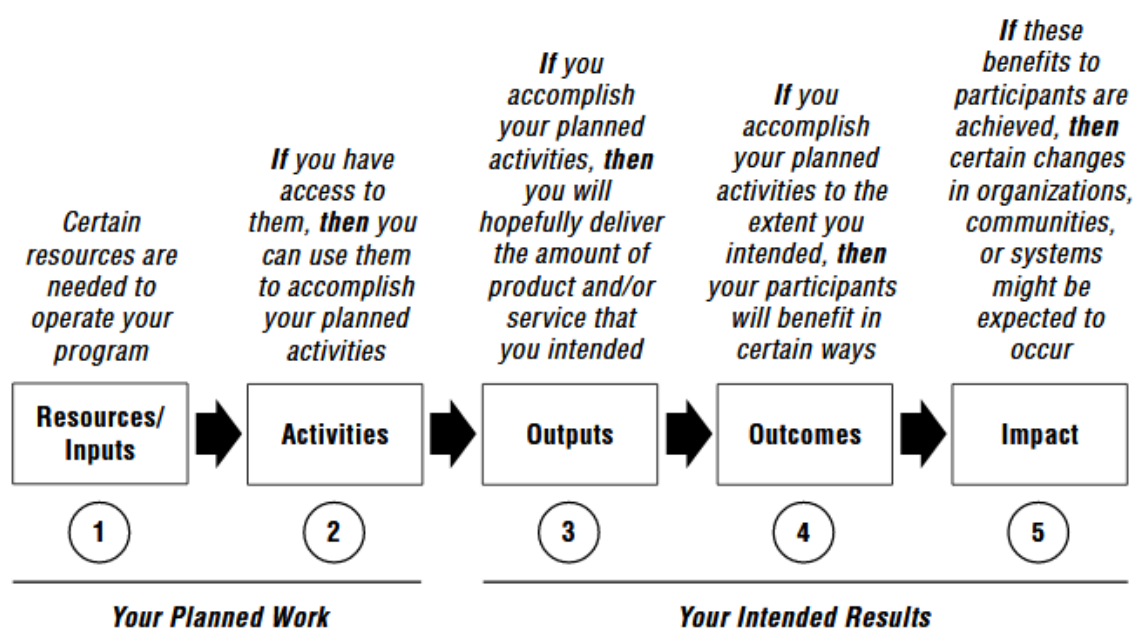 Certain
resources are
needed to
operate your
program
If you have
access to
them, then you
can use them
to accomplish
your planned
activities
If you
accomplish
your planned
activities, then
you will
hopefully deliver
the amount of
product and/or
service that
you intended
If you
accomplish
your planned
activities to the
extent you
intended, then
your participants
will benefit in
certain ways
If these
benefits to
participants are
achieved, then
certain changes
in organizations,
communities,
or systems
might be
expected to
occur
Resources/
Inputs
Activities
Outputs
Outcomes
Impact
1
2
3
4
5
Your Planned Work
Your Intended Results